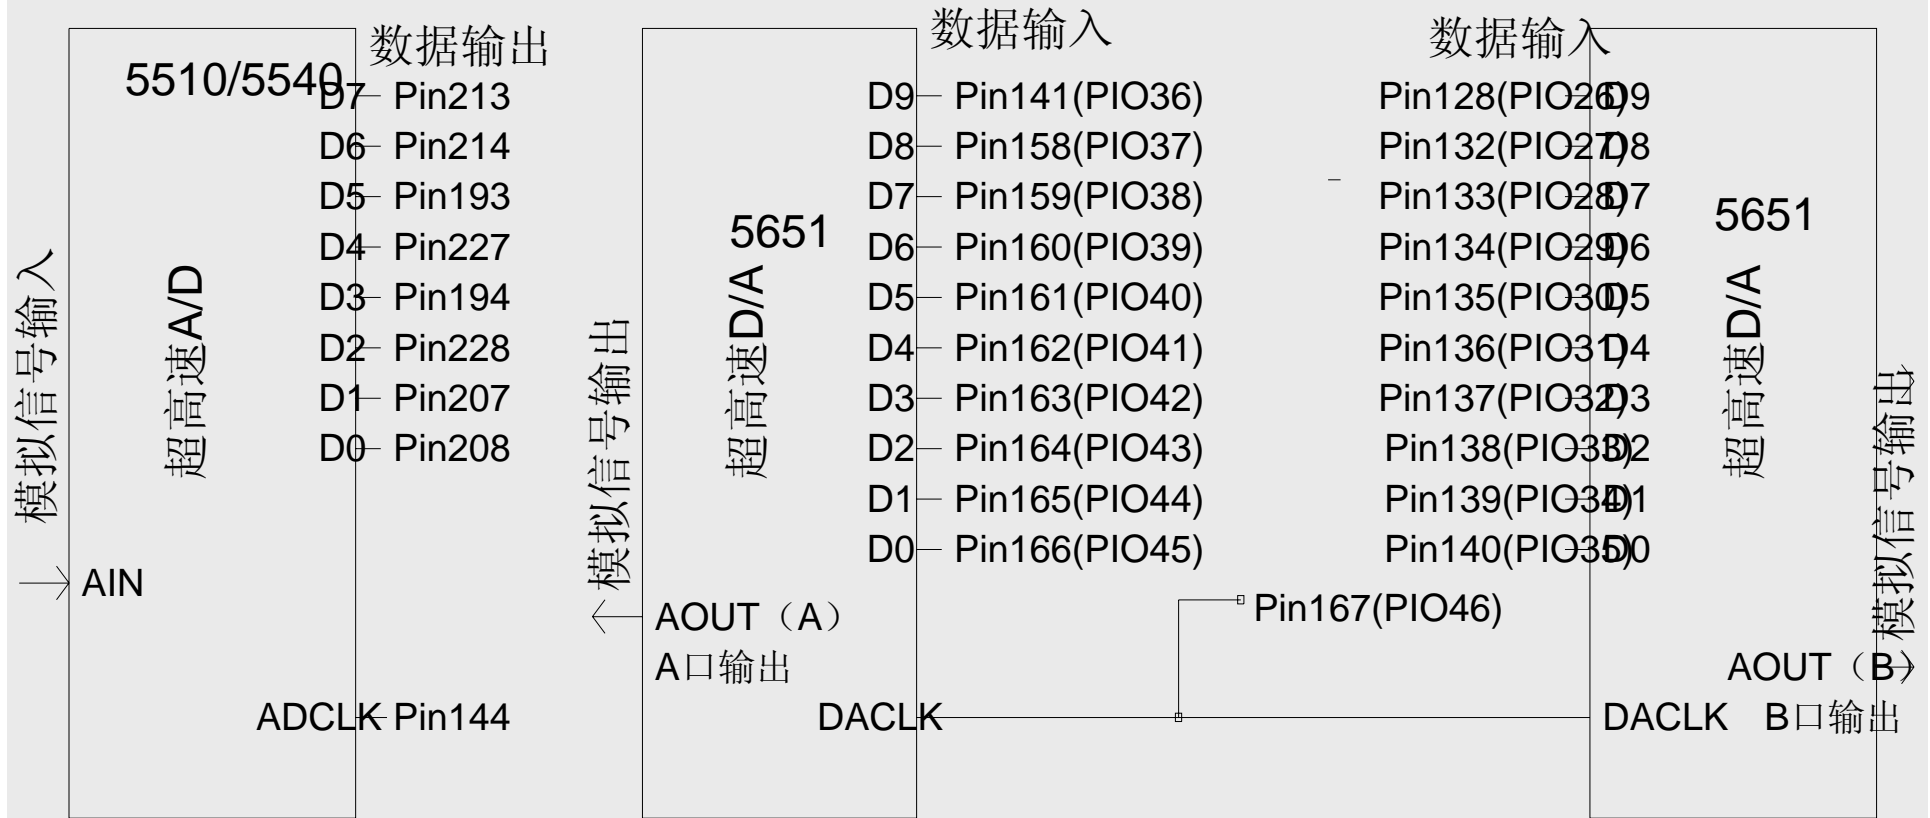 数据输出
5510/5540
D7 Pin213
D6 Pin214
D5 Pin193
D4 Pin227
D3 Pin194
D2 Pin228
D1 Pin207
D0 Pin208
超高速A/D
模拟信号输入
AIN
ADCLK Pin144
数据输入
D9 Pin141(PIO36)
D8 Pin158(PIO37)
D7 Pin159(PIO38)
D6 Pin160(PIO39)
D5 Pin161(PIO40)
D4 Pin162(PIO41)
D3 Pin163(PIO42)
D2 Pin164(PIO43)
D1 Pin165(PIO44)
D0 Pin166(PIO45)
5651
超高速D/A
模拟信号输出
AOUT（A）
A口输出
DACLK
Pin167(PIO46)
数据输入
Pin128(PIO26) D9
Pin132(PIO27) D8
Pin133(PIO28) D7
Pin134(PIO29) D6
Pin135(PIO30) D5
Pin136(PIO31) D4
Pin137(PIO32) D3
Pin138(PIO33) D2
Pin139(PIO34) D1
Pin140(PIO35) D0
5651
超高速D/A
模拟信号输出
AOUT（B）
DACLK B口输出